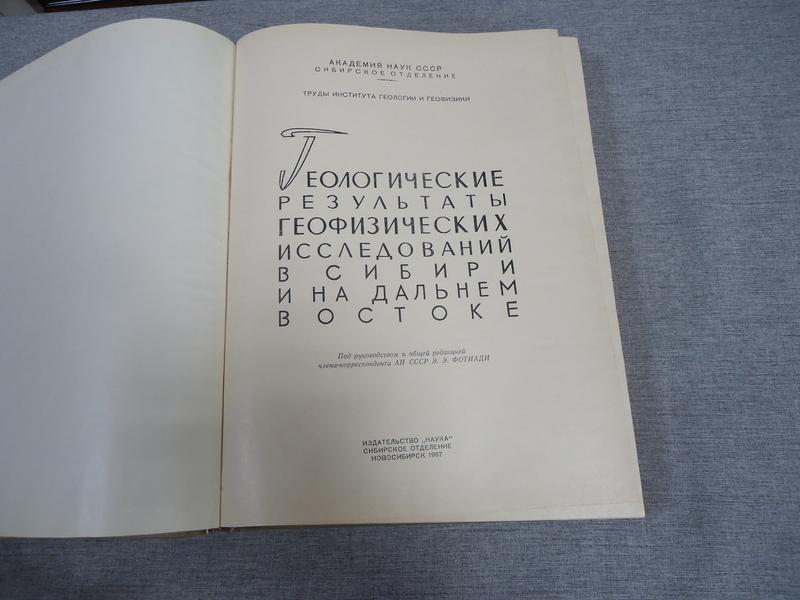 АКАДЕМИЯ НАУК СССР
СИБИРСКОЕ ОТДЕЛЕНИЕ
ТРУДЫ ИНСТИТУТА ГЕОЛОГИИ И ГЕОФИЗИКИ
ГЕОЛОГИЧЕСКИЕ
РЕЗУЛЬТАТЫ
ГЕОФИЗИЧЕСКИХ
ИССЛЕДОВАНИЙ
В СИБИРИ
И НА ДАЛЬНЕМ
ВОСТОКЕ
Под руководством и общей редакцией
члена-корреспондента АН СССР Э. Э. ФОТИАДИ
ИЗДАТЕЛЬСТВО „НАУКА"
СИБИРСКОЕ ОТДЕЛЕНИЕ
НОВОСИБИРСК 1967